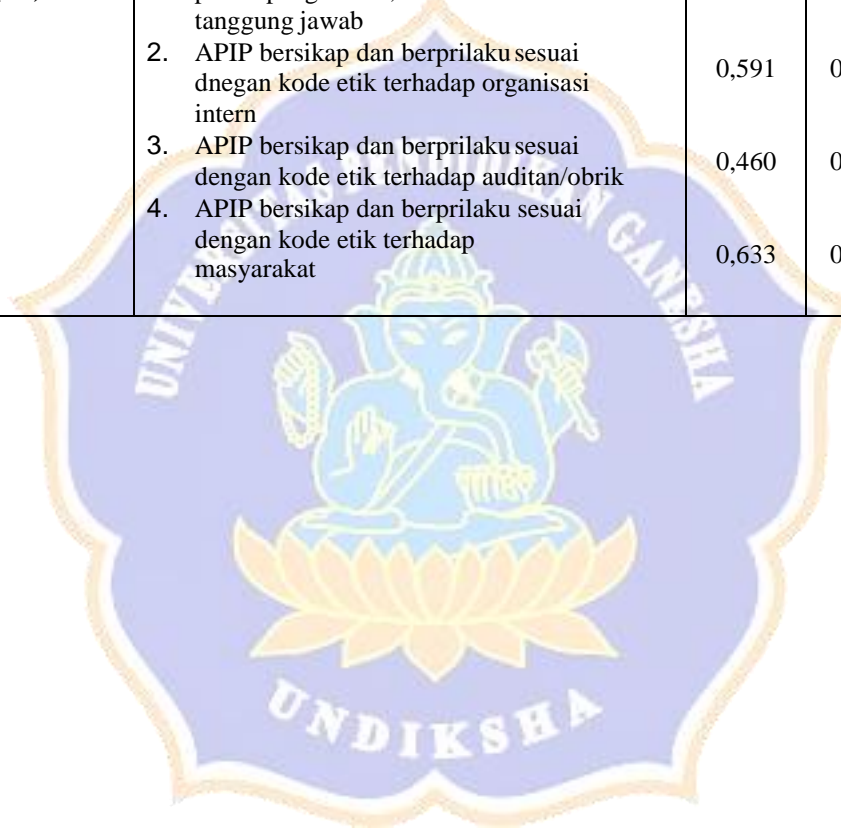 tanggung jawab
2. APIP bersikap dan berprilaku sesuai
dnegan kode etik terhadap organisasi
intern
0,591
3. APIP bersikap dan berprilaku sesuai
dengan kode etik terhadap auditan/obrik
0,460
4. APIP bersikap dan berprilaku sesuai
dengan kode etik terhadap
masyarakat
0,633
UNIVERSITAS PENDIDIKAN GANESHA
UNDIKSHA